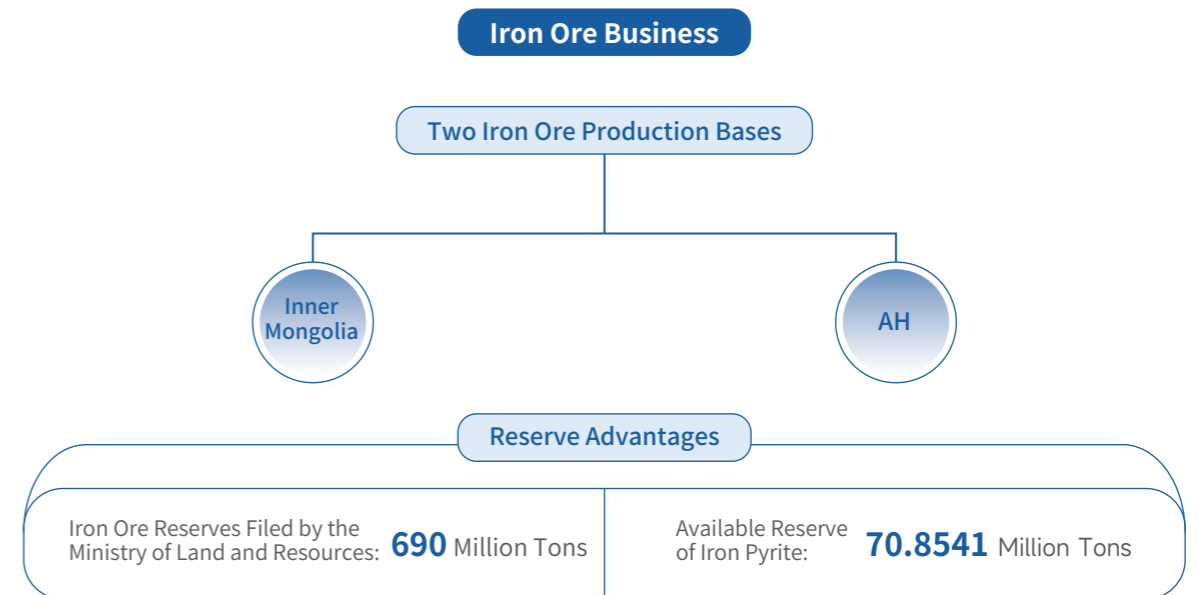 Iron Ore Business
Two Iron Ore Production Bases
Inner
Mongolia
AH
Reserve Advantages
Iron Ore Reserves Filed by the
Ministry of Land and Resources: 690 Million Tons
Available Reserve
of Iron Pyrite: 70.8541 Million Tons